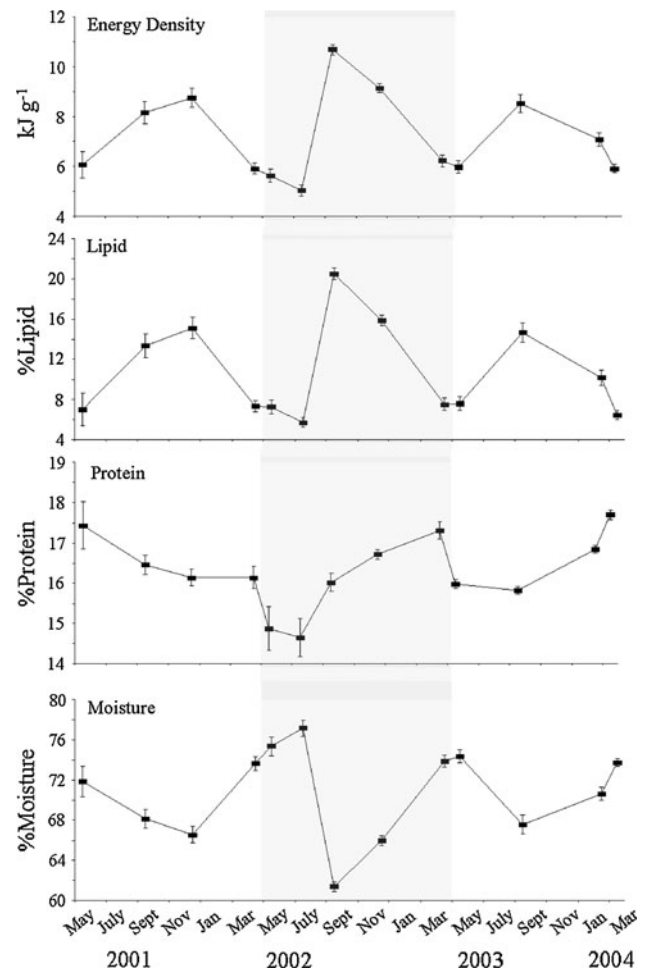 Energy Density
kJ g⁻¹
12
10
8
6
4
Lipid
%Lipid
24
20
16
12
8
4
Protein
%Protein
19
18
17
16
15
14
Moisture
%Moisture
80
76
72
68
64
60
May July Sept Nov Jan Mar May July Sept Nov Jan Mar May July Sept Nov Jan Mar
2001 2002 2003 2004